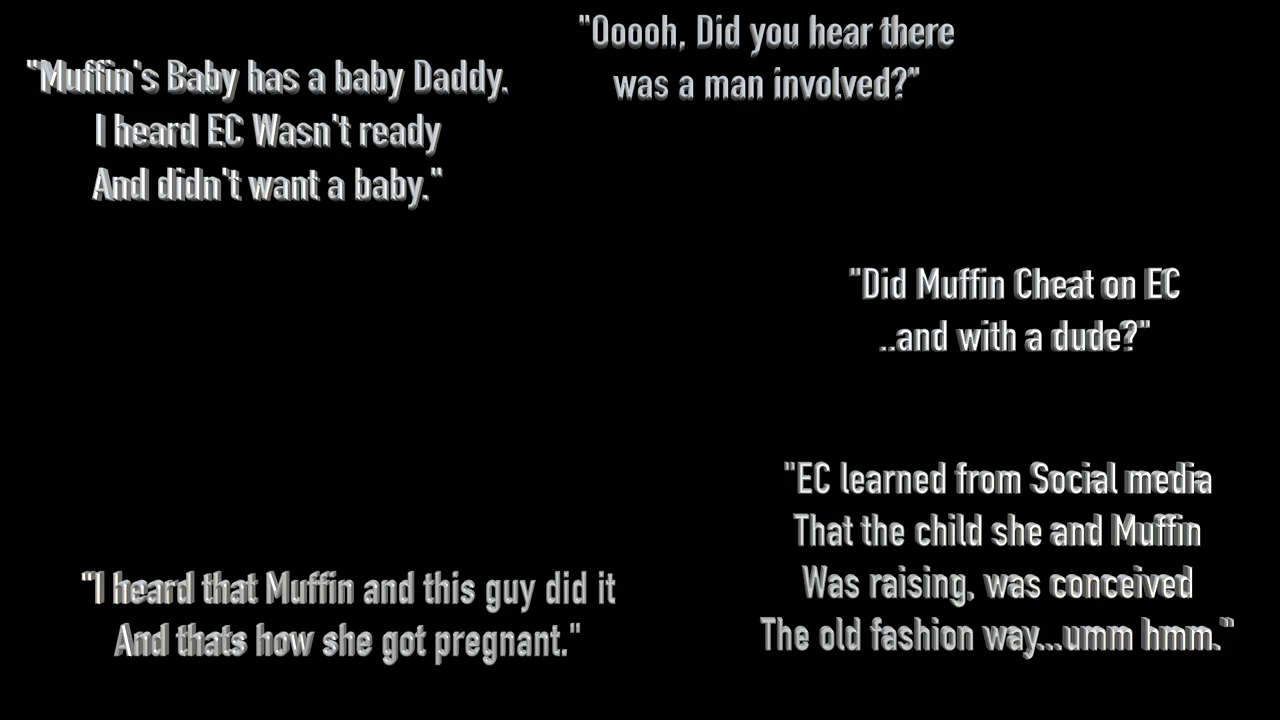 "Muffin's Baby has a baby Daddy.
I heard EC Wasn't ready
And didn't want a baby."
"Ooooh, Did you hear there
was a man involved?"
"Did Muffin Cheat on EC
..and with a dude?"
"EC learned from Social media
That the child she and Muffin
Was raising, was conceived
The old fashion way...umm hmm."
"I heard that Muffin and this guy did it
And thats how she got pregnant."